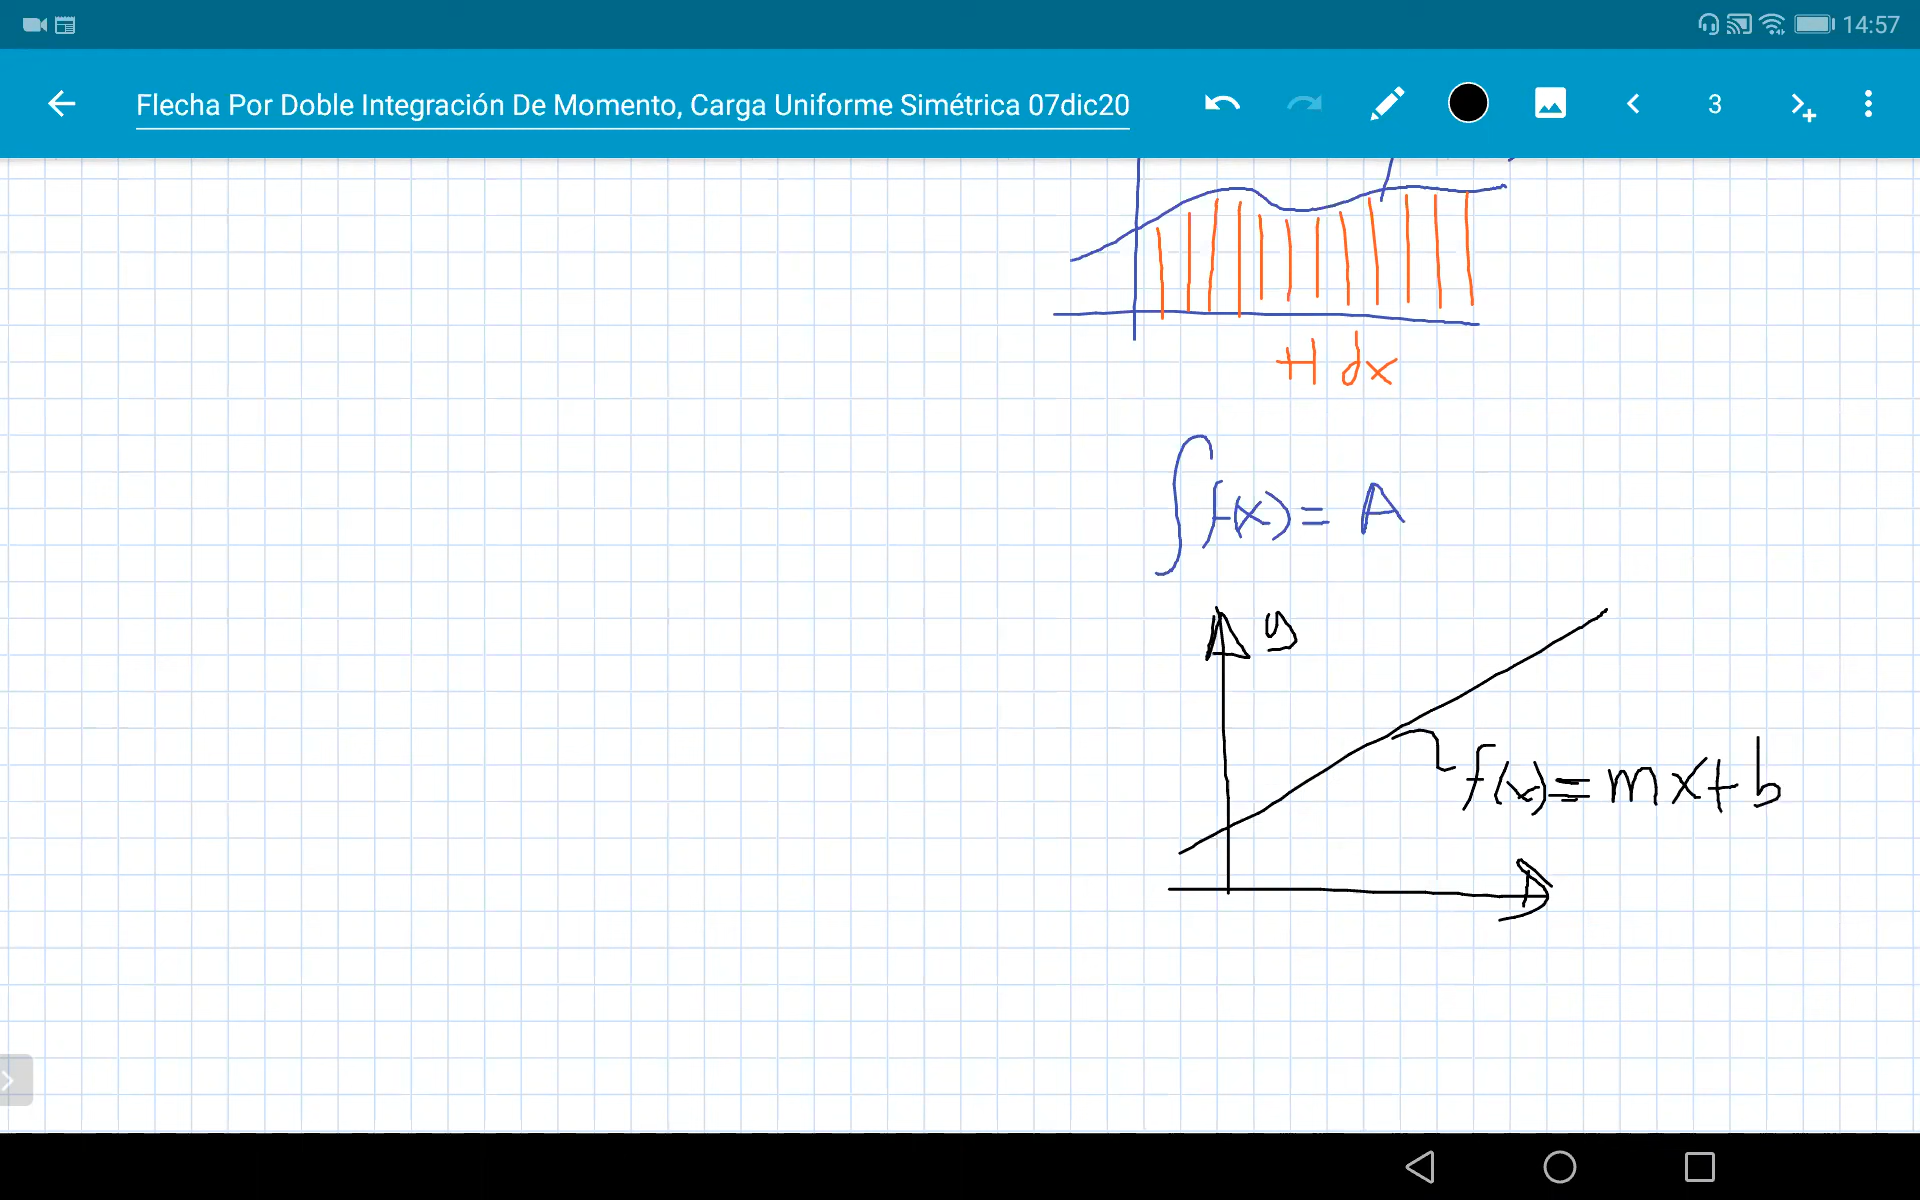 14:57
Flecha Por Doble Integración De Momento, Carga Uniforme Simétrica 07dic20
3
H dx
∫f(x) = A
y
f(x) = mx + b